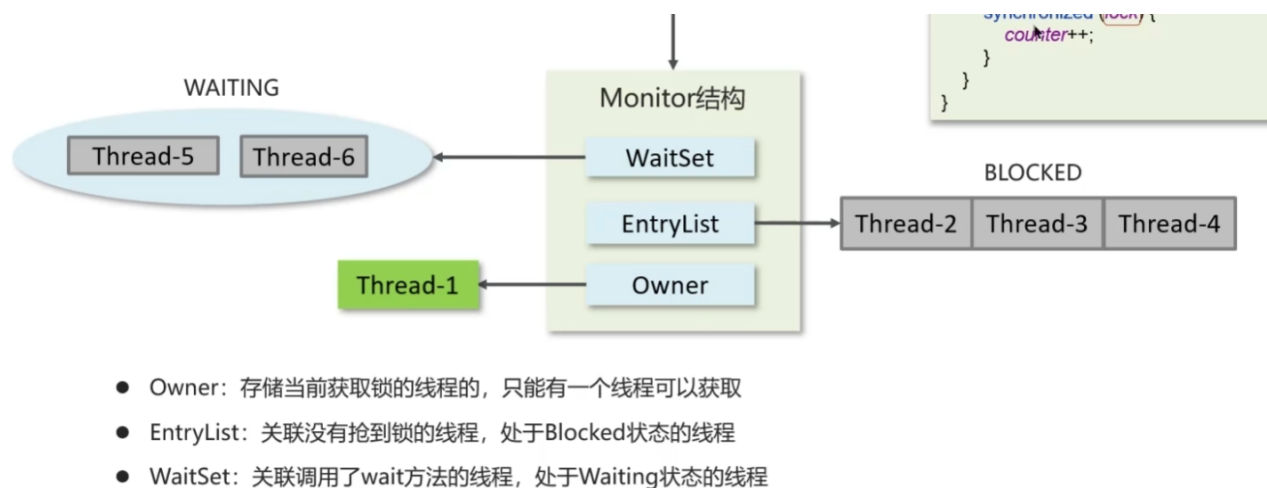 synchronized (lock) {
counter++;
}
}
}
WAITING
Monitor结构
Thread-5
Thread-6
WaitSet
BLOCKED
EntryList
Thread-2
Thread-3
Thread-4
Thread-1
Owner
● Owner：存储当前获取锁的线程的，只能有一个线程可以获取
● EntryList：关联没有抢到锁的线程，处于Blocked状态的线程
● WaitSet：关联调用了wait方法的线程，处于Waiting状态的线程